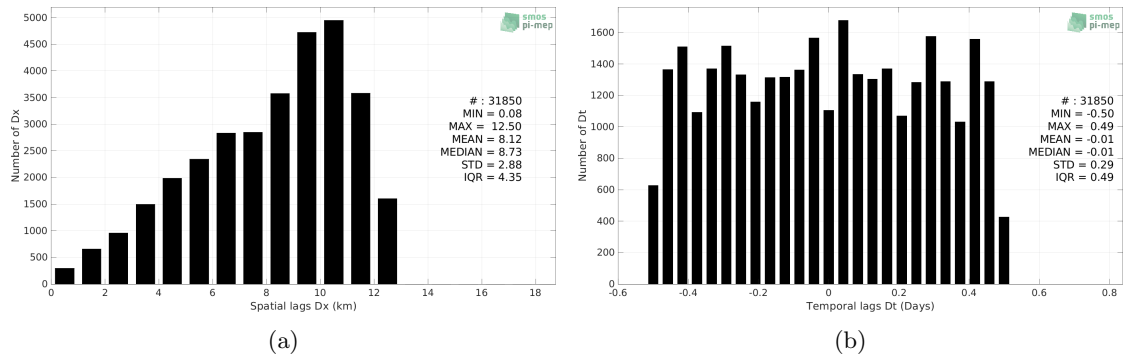 smos
pi-mep
5000
4500
4000
3500
3000
2500
2000
1500
1000
500
0
Number of Dx
# : 31850
MIN = 0.08
MAX = 12.50
MEAN = 8.12
MEDIAN = 8.73
STD = 2.88
IQR = 4.35
0 2 4 6 8 10 12 14 16 18
Spatial lags Dx (km)
(a)
smos
pi-mep
1600
1400
1200
1000
800
600
400
200
0
Number of Dt
# : 31850
MIN = -0.50
MAX = 0.49
MEAN = -0.01
MEDIAN = -0.01
STD = 0.29
IQR = 0.49
-0.6 -0.4 -0.2 0 0.2 0.4 0.6 0.8
Temporal lags Dt (Days)
(b)